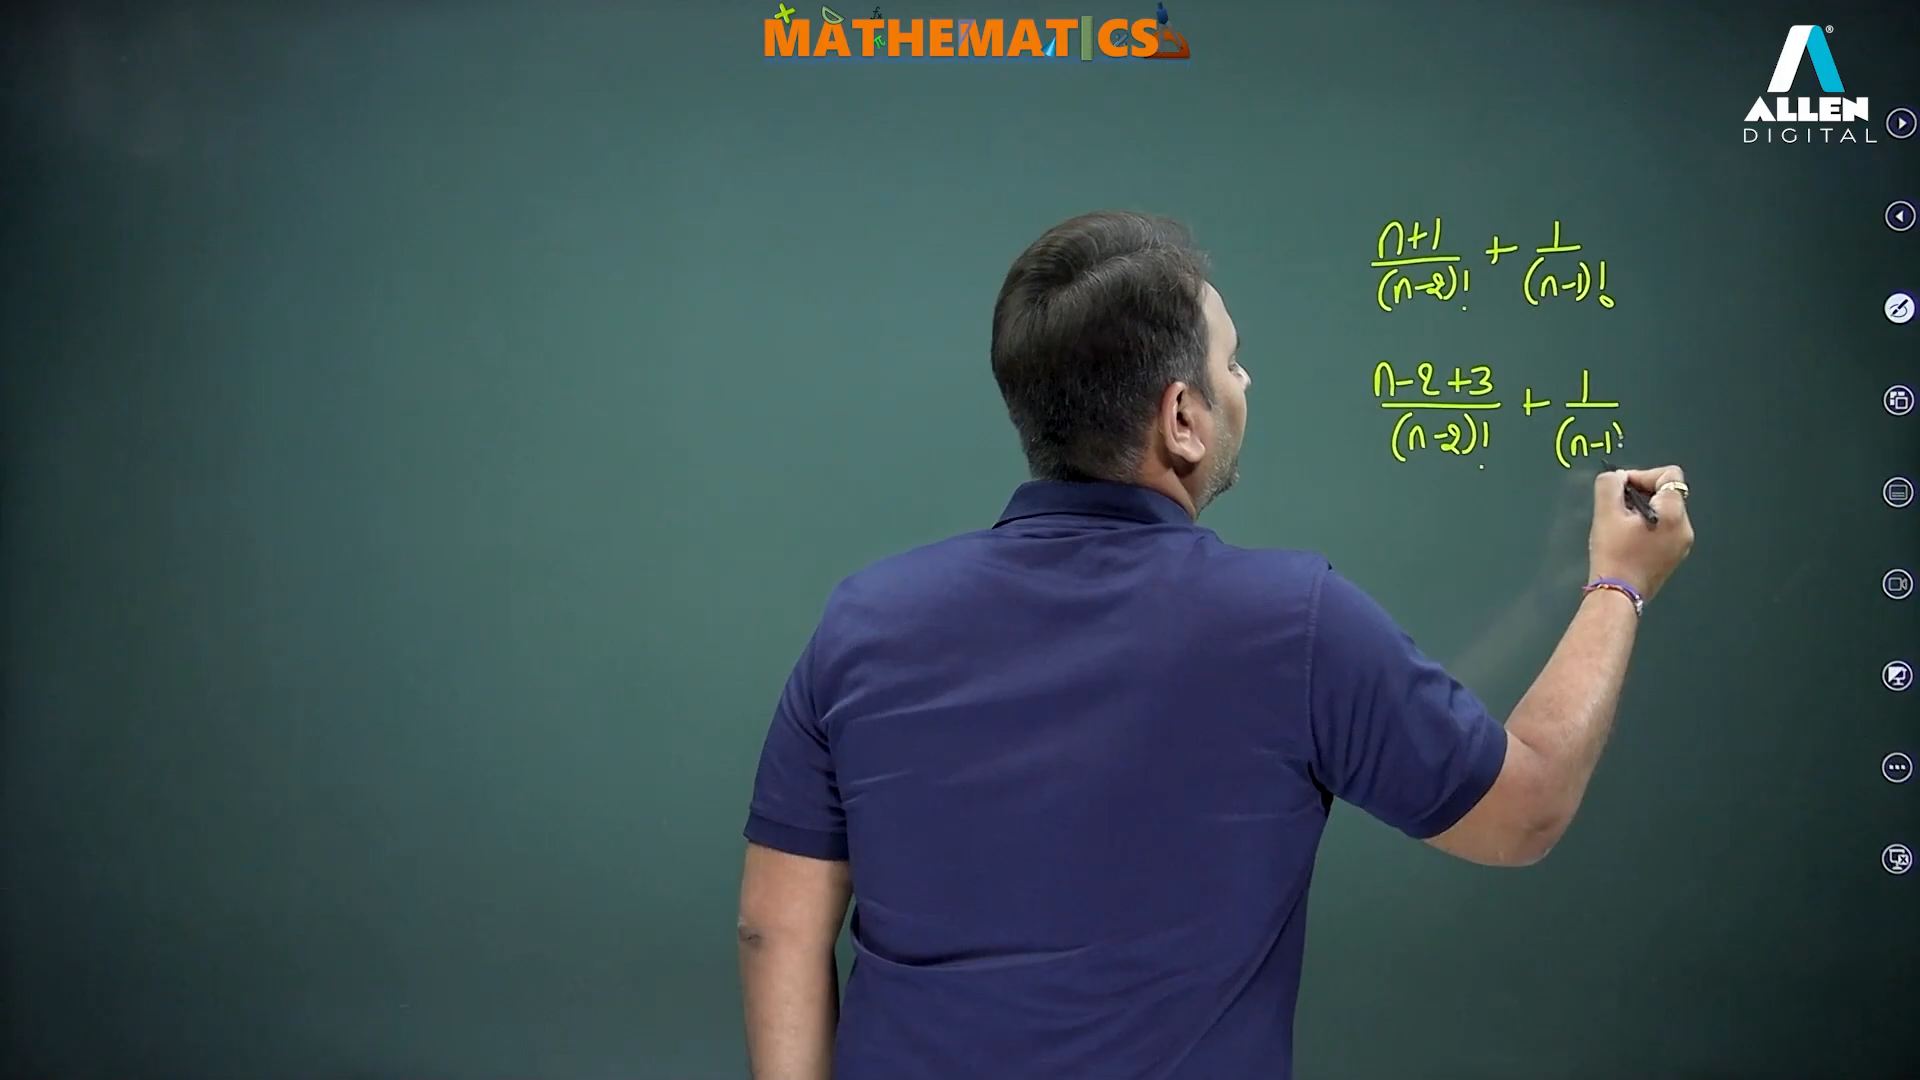 MATHEMATICS
ALLEN
DIGITAL
n+1/(n-2)! + 1/(n-1)!
n-2+3/(n-2)! + 1/(n-1!